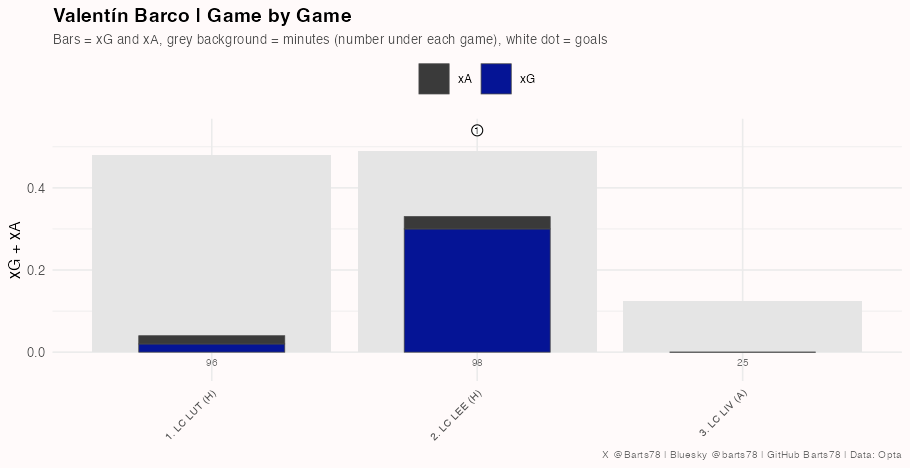 Valentín Barco | Game by Game
Bars = xG and xA, grey background = minutes (number under each game), white dot = goals
xA xG
1
xG + xA
0.4
0.2
0.0
96 98 25
1. LC LUT (H) 2. LC LEE (H) 3. LC LIV (A)
X @Barts78 | Bluesky @barts78 | GitHub Barts78 | Data: Opta